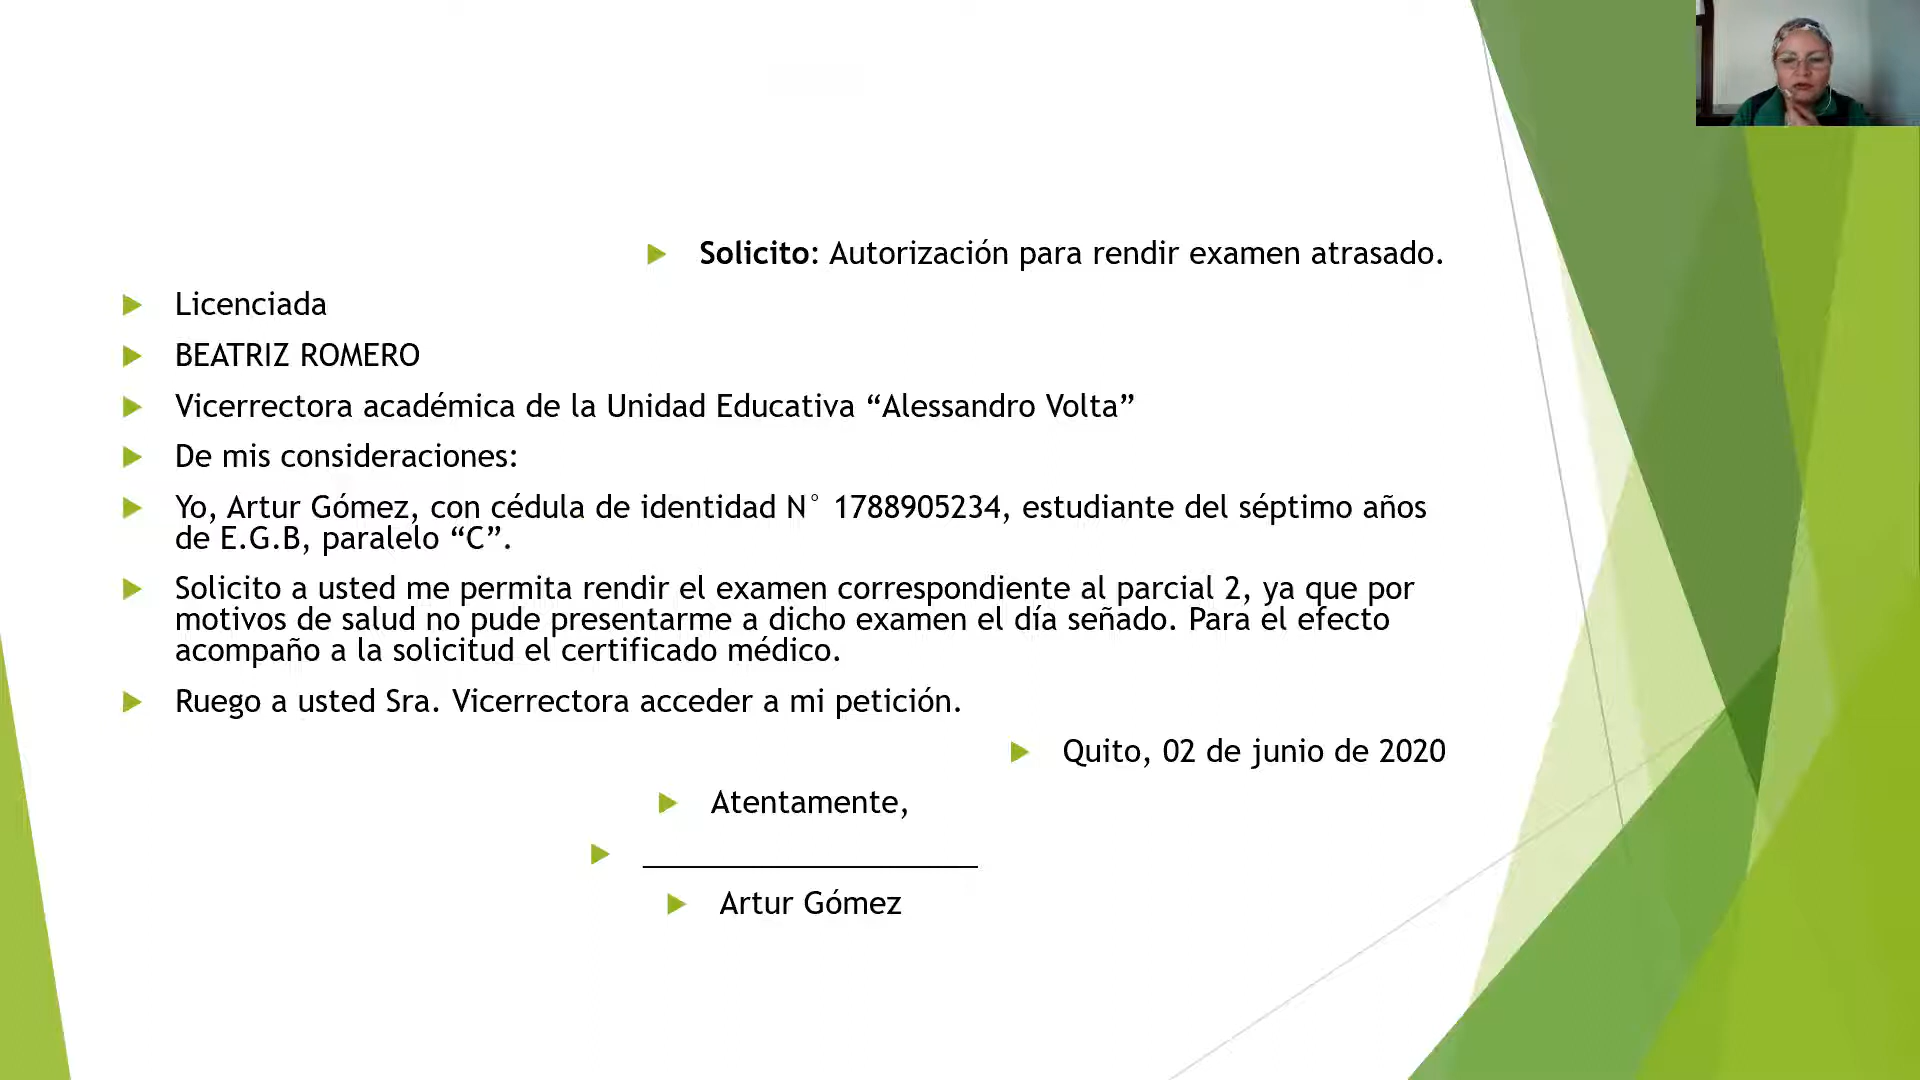 Solicito: Autorización para rendir examen atrasado.
Licenciada
BEATRIZ ROMERO
Vicerrectora académica de la Unidad Educativa “Alessandro Volta”
De mis consideraciones:
Yo, Artur Gómez, con cédula de identidad N° 1788905234, estudiante del séptimo años
de E.G.B, paralelo “C”.
Solicito a usted me permita rendir el examen correspondiente al parcial 2, ya que por
motivos de salud no pude presentarme a dicho examen el día señado. Para el efecto
acompaño a la solicitud el certificado médico.
Ruego a usted Sra. Vicerrectora acceder a mi petición.
Quito, 02 de junio de 2020
Atentamente,
Artur Gómez